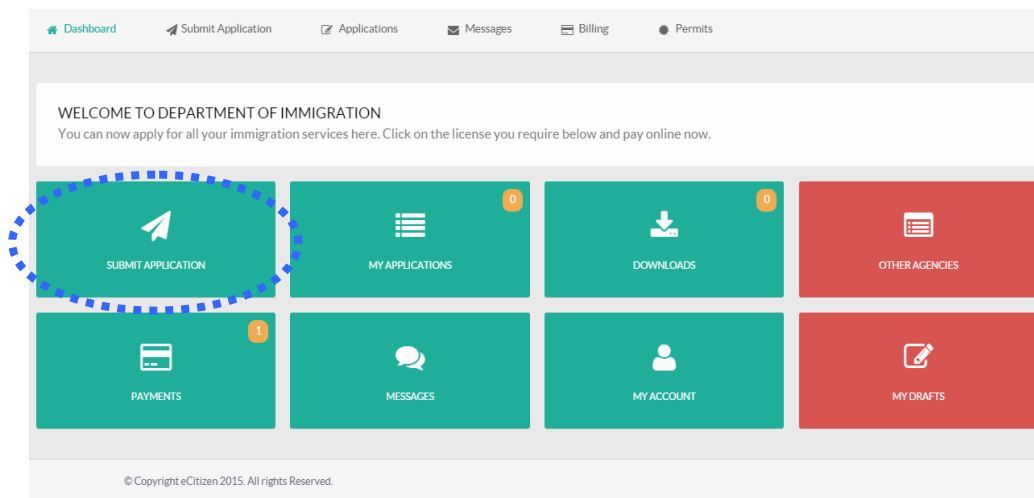 Dashboard Submit Application Applications Messages Billing Permits
WELCOME TO DEPARTMENT OF IMMIGRATION
You can now apply for all your immigration services here. Click on the license you require below and pay online now.
0 0
SUBMIT APPLICATION MY APPLICATIONS DOWNLOADS OTHER AGENCIES
1
PAYMENTS MESSAGES MY ACCOUNT MY DRAFTS
© Copyright eCitizen 2015. All rights Reserved.